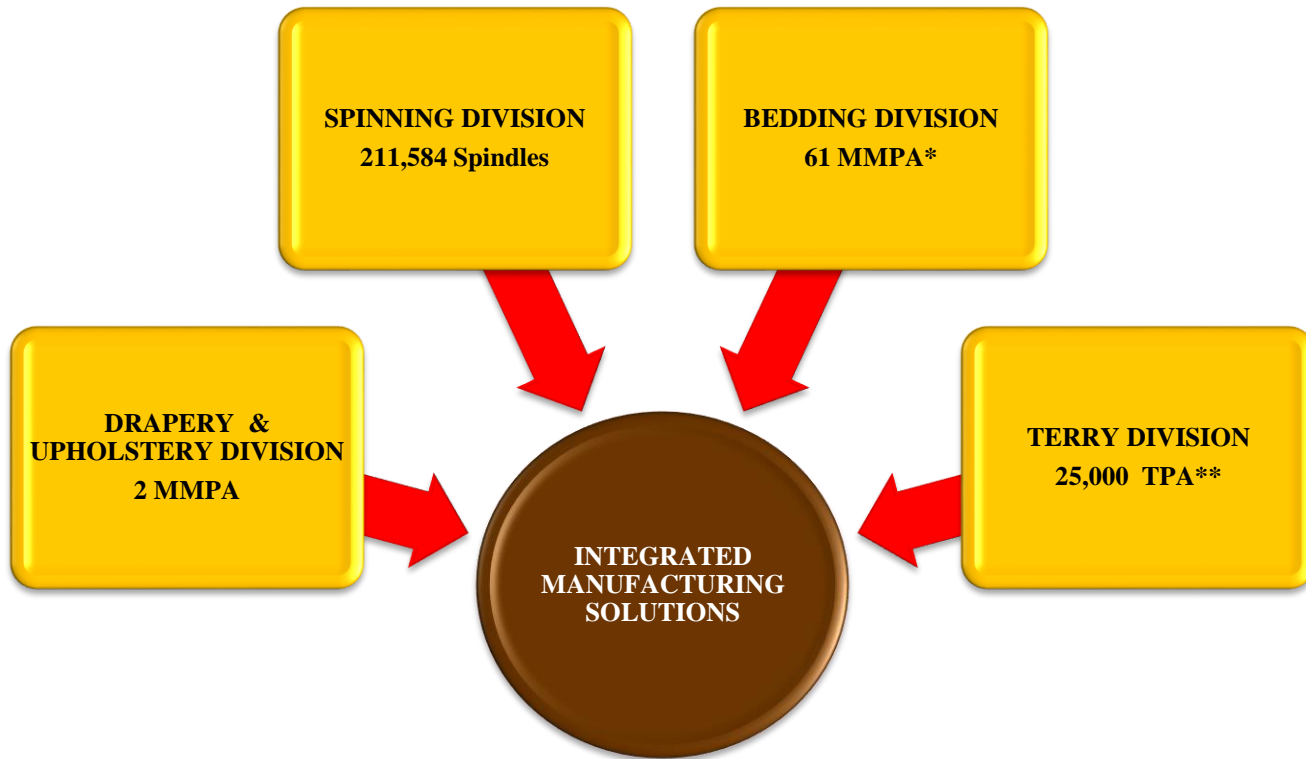 SPINNING DIVISION
211,584 Spindles
BEDDING DIVISION
61 MMPA*
DRAPERY & 
UPHOLSTERY DIVISION
2 MMPA
TERRY DIVISION
25,000 TPA**
INTEGRATED
MANUFACTURING
SOLUTIONS